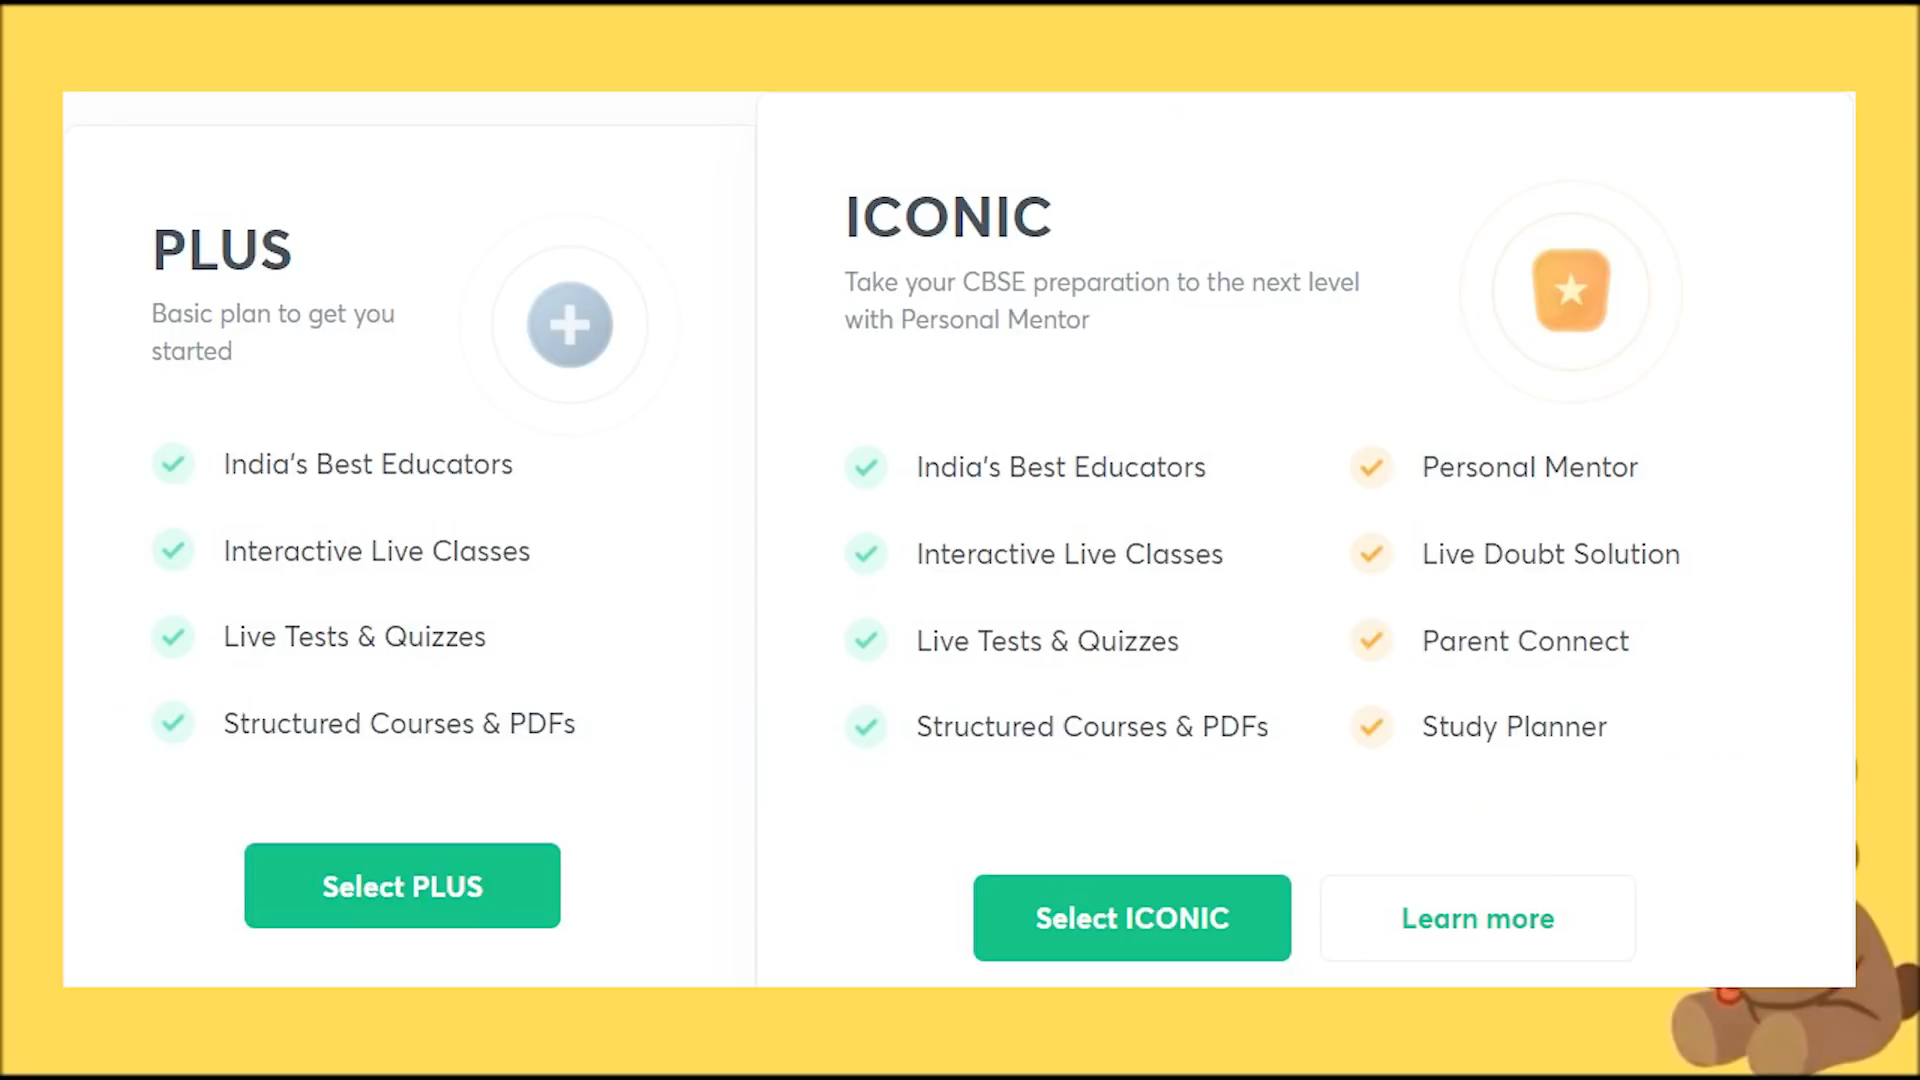 PLUS
Basic plan to get you
started
India's Best Educators
Interactive Live Classes
Live Tests & Quizzes
Structured Courses & PDFs
Select PLUS
ICONIC
Take your CBSE preparation to the next level
with Personal Mentor
India's Best Educators
Interactive Live Classes
Live Tests & Quizzes
Structured Courses & PDFs
Personal Mentor
Live Doubt Solution
Parent Connect
Study Planner
Select ICONIC
Learn more